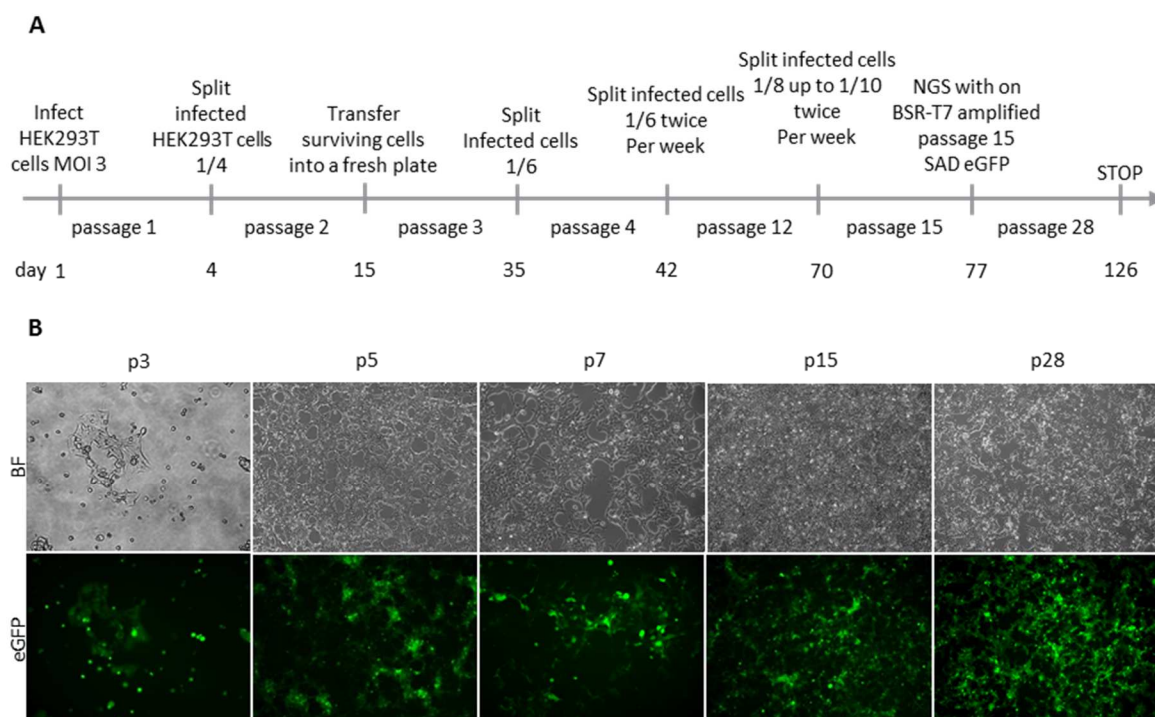 A
Infect
HEK293T
cells MOI 3
Split
infected
HEK293T cells
1/4
Transfer
surviving cells
into a fresh plate
Split
Infected cells
1/6
Split infected cells
1/6 twice
Per week
Split infected cells
1/8 up to 1/10
twice
Per week
NGS with on
BSR-T7 amplified
passage 15
SAD eGFP
STOP
passage 1 passage 2 passage 3 passage 4 passage 12 passage 15 passage 28
day 1 4 15 35 42 70 77 126
B
p3 p5 p7 p15 p28
BF
eGFP